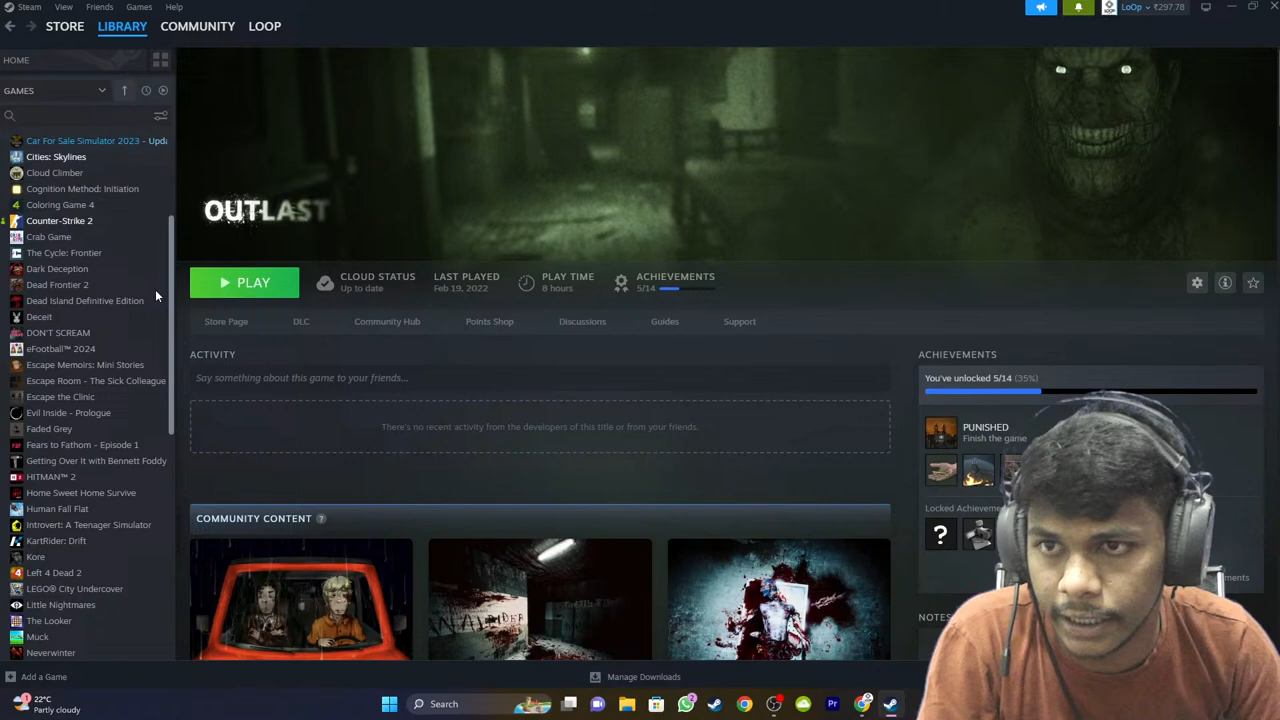 Steam View Friends Games Help
LOOP LoOp ₹297.78
STORE LIBRARY COMMUNITY LOOP
HOME
GAMES
Car For Sale Simulator 2023 - Upda
Cities: Skylines
Cloud Climber
Cognition Method: Initiation
Coloring Game 4
Counter-Strike 2
Crab Game
The Cycle: Frontier
Dark Deception
Dead Frontier 2
Dead Island Definitive Edition
Deceit
DON'T SCREAM
eFootball™ 2024
Escape Memoirs: Mini Stories
Escape Room - The Sick Colleague
Escape the Clinic
Evil Inside - Prologue
Faded Grey
Fears to Fathom - Episode 1
Getting Over It with Bennett Foddy
HITMAN™ 2
Home Sweet Home Survive
Human Fall Flat
Introvert: A Teenager Simulator
KartRider: Drift
Kore
Left 4 Dead 2
LEGO® City Undercover
Little Nightmares
The Looker
Muck
Neverwinter
OUTLAST
PLAY
CLOUD STATUS
Up to date
LAST PLAYED
Feb 19, 2022
PLAY TIME
8 hours
ACHIEVEMENTS
5/14
Store Page DLC Community Hub Points Shop Discussions Guides Support
ACTIVITY
Say something about this game to your friends...
There's no recent activity from the developers of this title or from your friends.
COMMUNITY CONTENT ?
ACHIEVEMENTS
You've unlocked 5/14 (35%)
PUNISHED
Finish the game
Locked Achieve
?
ments
NOTES
Add a Game
Manage Downloads
1
22°C
Partly cloudy
Search
2
Pr